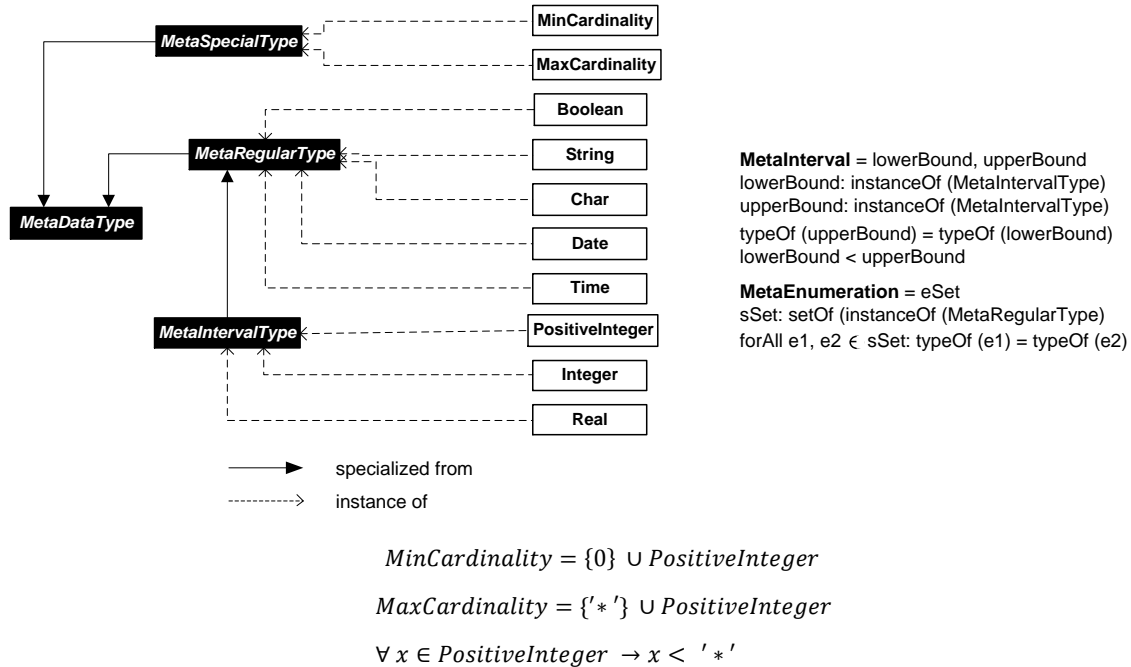 MinCardinality
MetaSpecialType
MaxCardinality
Boolean
MetaRegularType
String
Char
MetaDataType
Date
Time
MetaIntervalType
PositiveInteger
Integer
Real
MetaInterval = lowerBound, upperBound
lowerBound: instanceOf (MetaIntervalType)
upperBound: instanceOf (MetaIntervalType)
typeOf (upperBound) = typeOf (lowerBound)
lowerBound < upperBound
MetaEnumeration = eSet
sSet: setOf (instanceOf (MetaRegularType)
forAll e1, e2 ∈ sSet: typeOf (e1) = typeOf (e2)
specialized from
instance of
MinCardinality = {0} ∪ PositiveInteger
MaxCardinality = {'*'} ∪ PositiveInteger
∀ x ∈ PositiveInteger → x < '*'